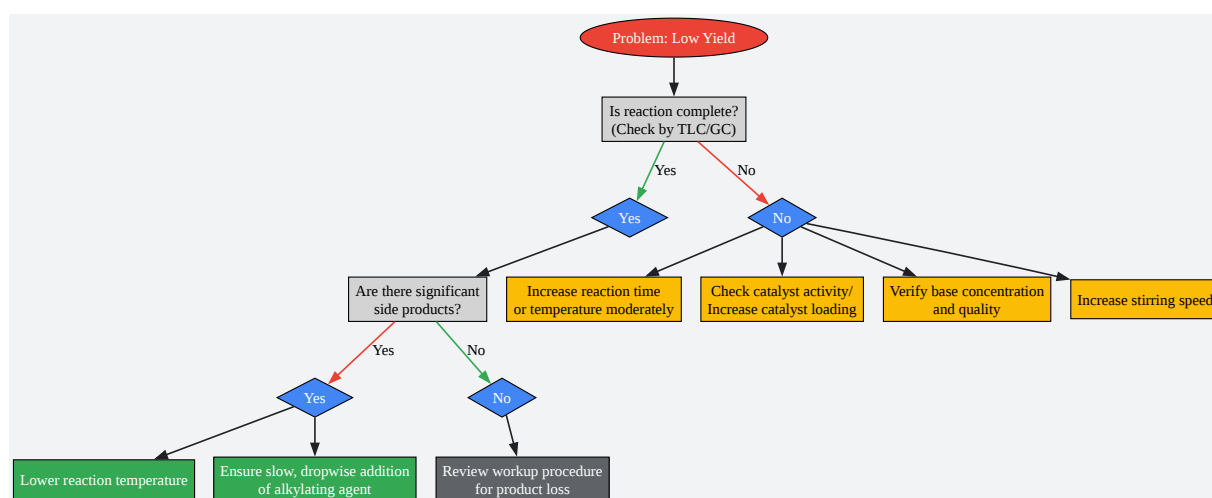 Problem: Low Yield
Is reaction complete?
(Check by TLC/GC)
Yes
No
Yes
No
Are there significant
side products?
Increase reaction time
or temperature moderately
Check catalyst activity/
Increase catalyst loading
Verify base concentration
and quality
Increase stirring speed
Yes
No
Yes
No
Lower reaction temperature
Ensure slow, dropwise addition
of alkylating agent
Review workup procedure
for product loss